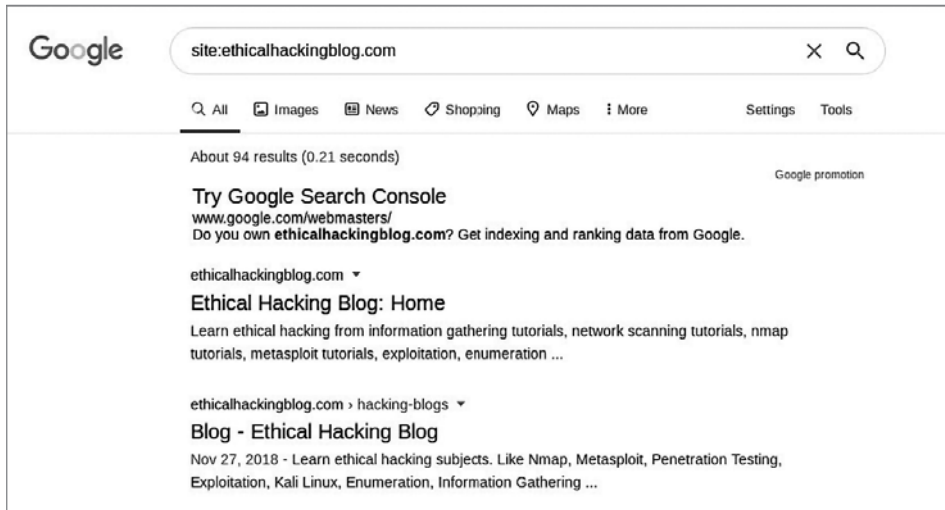 Google
site:ethicalhackingblog.com
All Images News Shopping Maps More Settings Tools
About 94 results (0.21 seconds)
Google promotion
Try Google Search Console
www.google.com/webmasters/
Do you own ethicalhackingblog.com? Get indexing and ranking data from Google.
ethicalhackingblog.com
Ethical Hacking Blog: Home
Learn ethical hacking from information gathering tutorials, network scanning tutorials, nmap
tutorials, metasploit tutorials, exploitation, enumeration ...
ethicalhackingblog.com › hacking-blogs
Blog - Ethical Hacking Blog
Nov 27, 2018 - Learn ethical hacking subjects. Like Nmap, Metasploit, Penetration Testing,
Exploitation, Kali Linux, Enumeration, Information Gathering ...